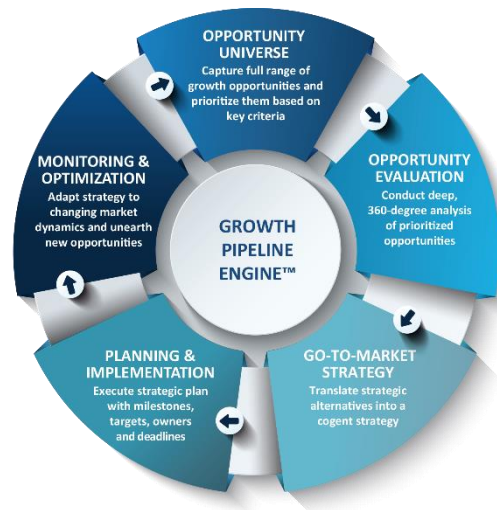 OPPORTUNITY
UNIVERSE
Capture full range of
growth opportunities and
prioritize them based on
key criteria
OPPORTUNITY
EVALUATION
Conduct deep,
360-degree analysis
of prioritized
opportunities
GO-TO-MARKET
STRATEGY
Translate strategic
alternatives into a
cogent strategy
PLANNING &
IMPLEMENTATION
Execute strategic plan
with milestones,
targets, owners
and deadlines
MONITORING &
OPTIMIZATION
Adapt strategy to
changing market
dynamics and unearth
new opportunities
GROWTH
PIPELINE
ENGINE™